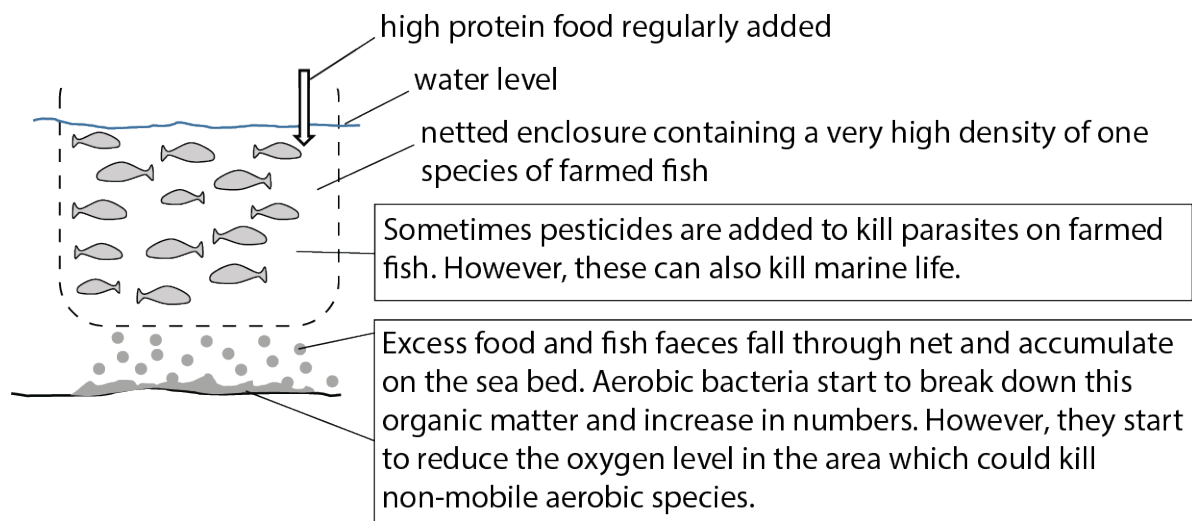 high protein food regularly added
water level
netted enclosure containing a very high density of one
species of farmed fish
Sometimes pesticides are added to kill parasites on farmed
fish. However, these can also kill marine life.
Excess food and fish faeces fall through net and accumulate
on the sea bed. Aerobic bacteria start to break down this
organic matter and increase in numbers. However, they start
to reduce the oxygen level in the area which could kill
non-mobile aerobic species.